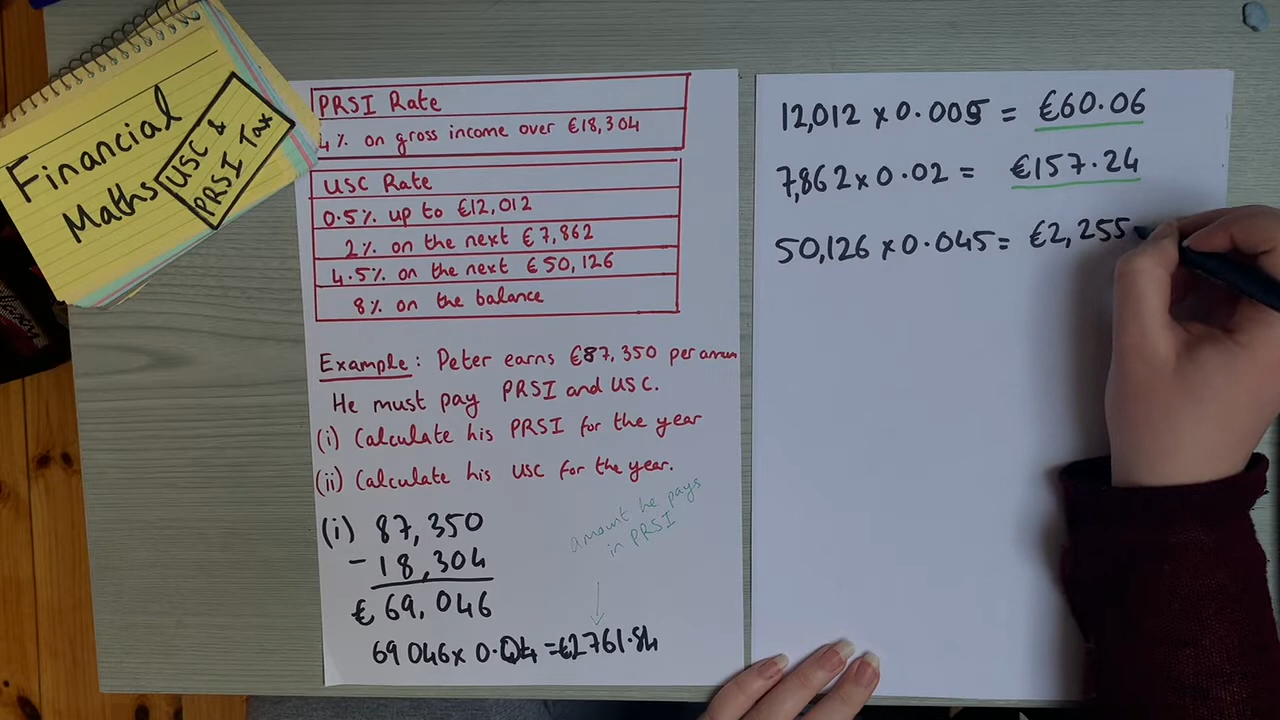 Financial
Maths
USC &
PRSI Tax
PRSI Rate
4% on gross income over €18,304
USC Rate
0.5% up to €12,012
2% on the next €7,862
4.5% on the next €50,126
8% on the balance
Example: Peter earns €87,350 per annum
He must pay PRSI and USC.
(i) Calculate his PRSI for the year
(ii) Calculate his USC for the year.
amount he pays
in PRSI
(i) 87,350
- 18,304
€69,046
69 046 x 0.04 = €2761.84
12,012 x 0.005 = €60.06
7,862 x 0.02 = €157.24
50,126 x 0.045 = €2,255